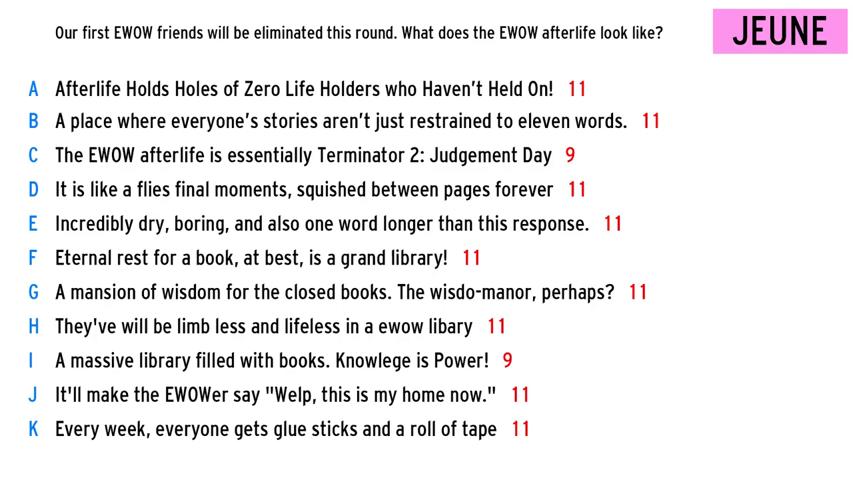 Our first EWOW friends will be eliminated this round. What does the EWOW afterlife look like?
JEUNE
A Afterlife Holds Holes of Zero Life Holders who Haven't Held On! 11
B A place where everyone's stories aren't just restrained to eleven words. 11
C The EWOW afterlife is essentially Terminator 2: Judgement Day 9
D It is like a flies final moments, squished between pages forever 11
E Incredibly dry, boring, and also one word longer than this response. 11
F Eternal rest for a book, at best, is a grand library! 11
G A mansion of wisdom for the closed books. The wisdo-manor, perhaps? 11
H They've will be limb less and lifeless in a ewow libary 11
I A massive library filled with books. Knowlege is Power! 9
J It'll make the EWOWer say "Welp, this is my home now." 11
K Every week, everyone gets glue sticks and a roll of tape 11